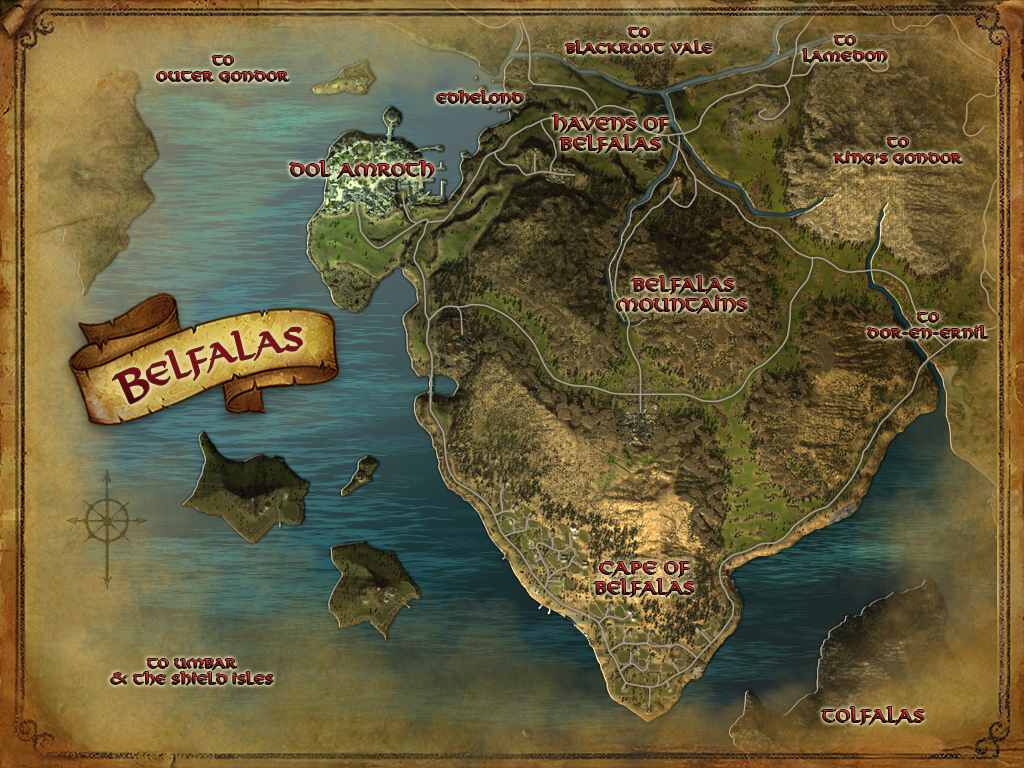 TO
BLACKROOT VALE
TO
LAMEDON
TO
OUTER GONDOR
EDHELOND
HAVENS OF
BELFALAS
TO
KING'S GONDOR
DOL AMROTH
BELFALAS
MOUNTAINS
TO
DOR-EN-ERNIL
BELFALAS
CAPE OF
BELFALAS
TO UMBAR
& THE SHIELD ISLES
TOLFALAS